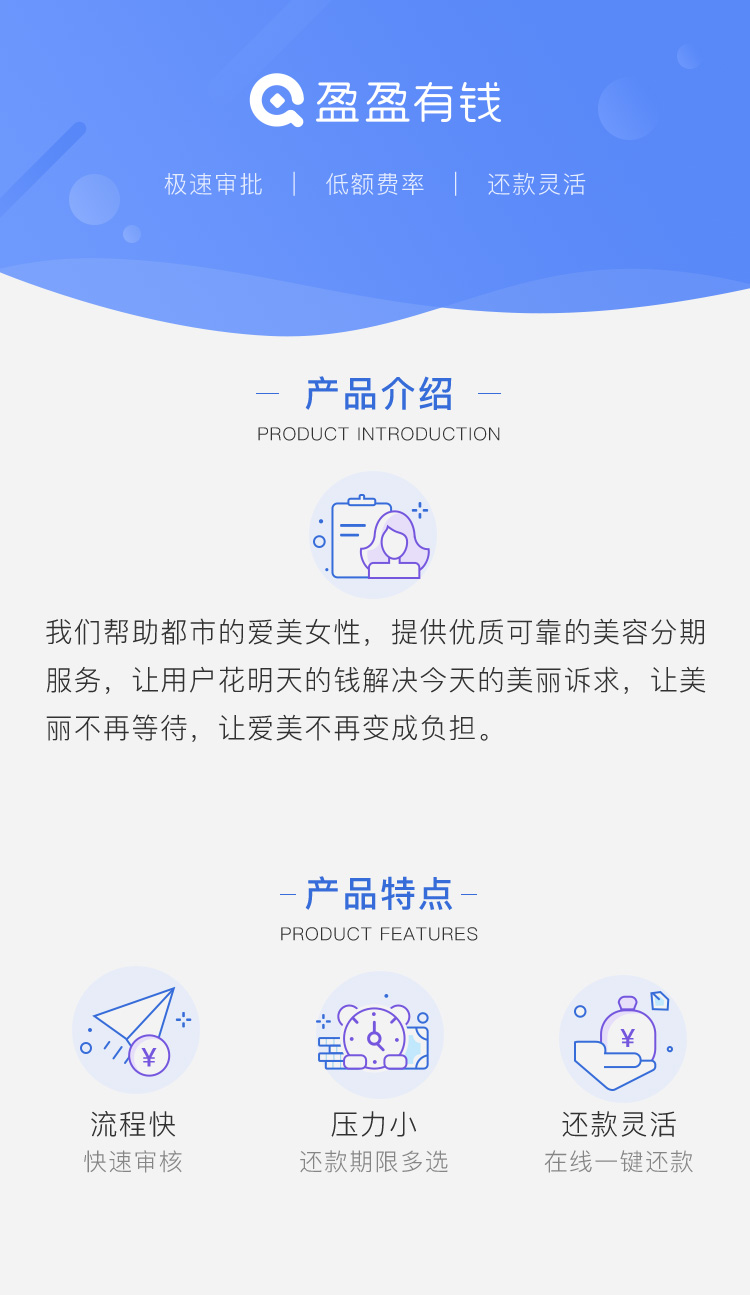 盈盈有钱
极速审批 | 低额费率 | 还款灵活
产品介绍
PRODUCT INTRODUCTION
我们帮助都市的爱美女性，提供优质可靠的美容分期
服务，让用户花明天的钱解决今天的美丽诉求，让美
丽不再等待，让爱美不再变成负担。
产品特点
PRODUCT FEATURES
¥ ¥
流程快 压力小 还款灵活
快速审核 还款期限多选 在线一键还款